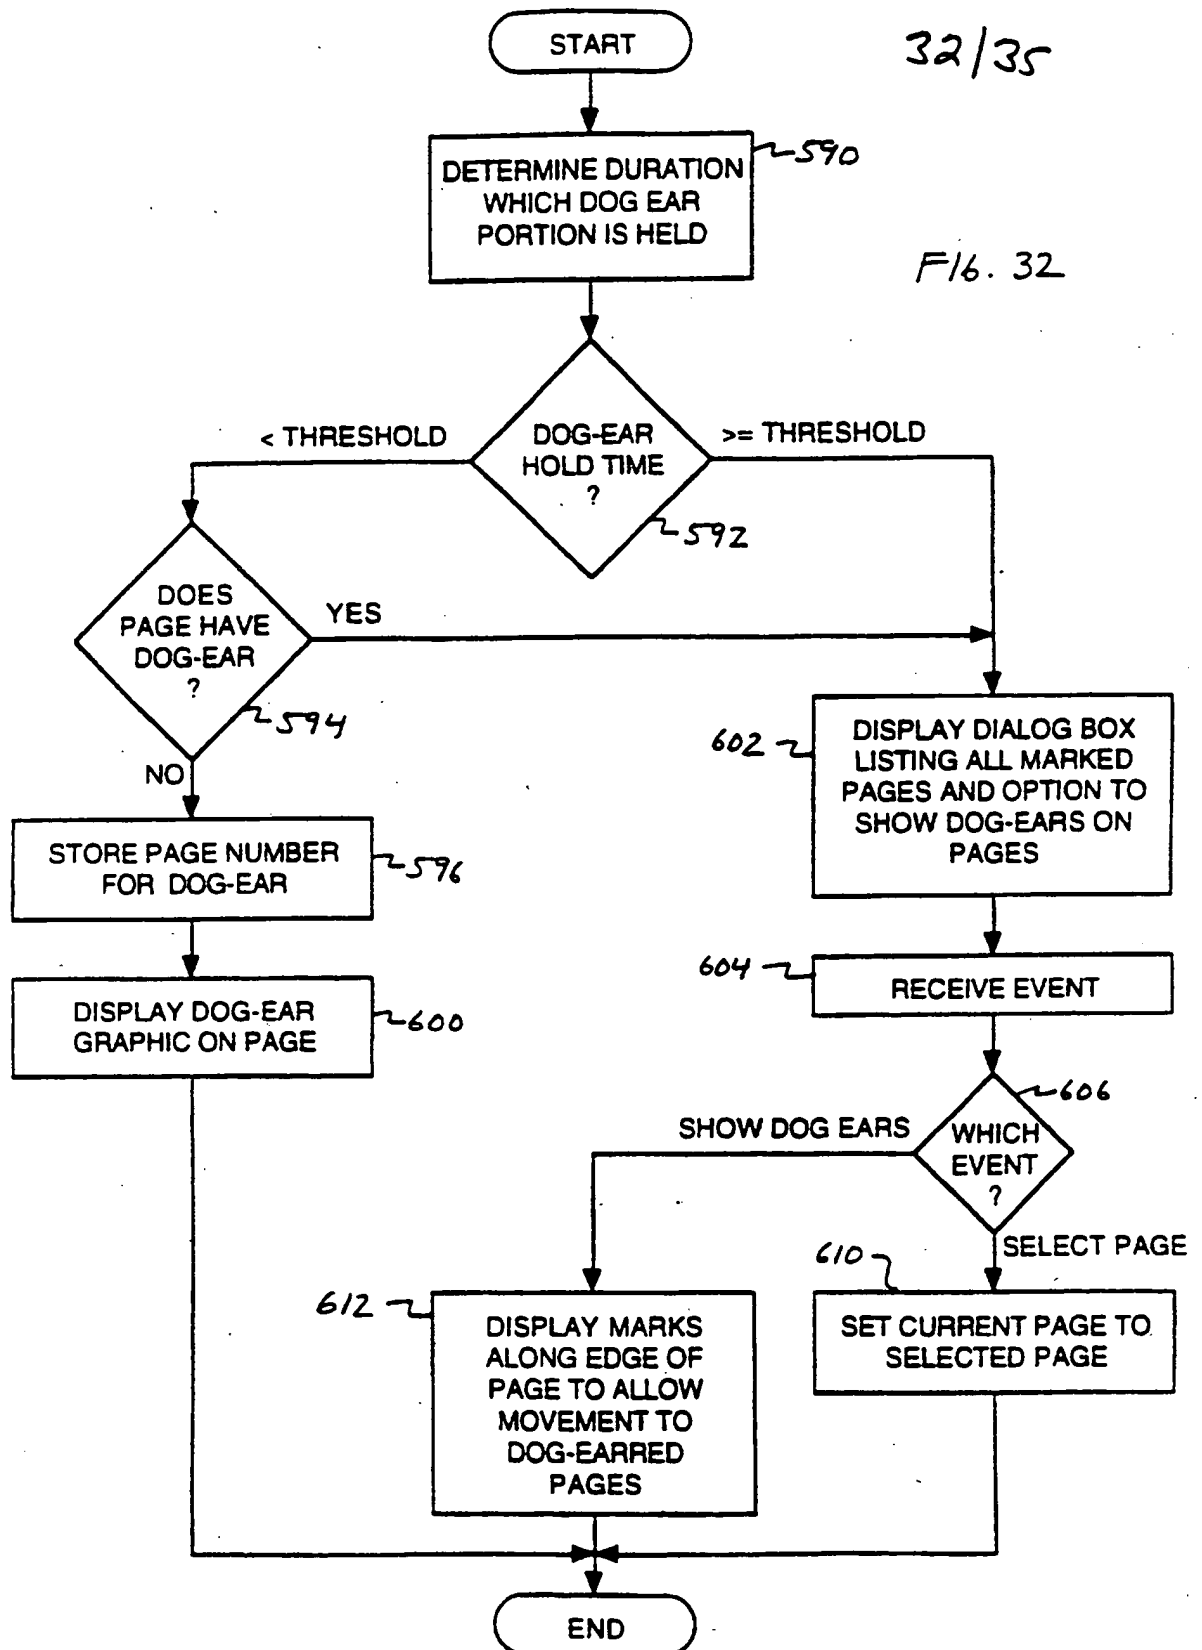 START
32/35
590
DETERMINE DURATION
WHICH DOG EAR
PORTION IS HELD
FIG. 32
< THRESHOLD
DOG-EAR
HOLD TIME
?
>= THRESHOLD
592
DOES
PAGE HAVE
DOG-EAR
?
YES
594
NO
602
DISPLAY DIALOG BOX
LISTING ALL MARKED
PAGES AND OPTION TO
SHOW DOG-EARS ON
PAGES
STORE PAGE NUMBER
FOR DOG-EAR
596
604
RECEIVE EVENT
DISPLAY DOG-EAR
GRAPHIC ON PAGE
600
606
SHOW DOG EARS
WHICH
EVENT
?
SELECT PAGE
610
612
DISPLAY MARKS
ALONG EDGE OF
PAGE TO ALLOW
MOVEMENT TO
DOG-EARRED
PAGES
SET CURRENT PAGE TO
SELECTED PAGE
END